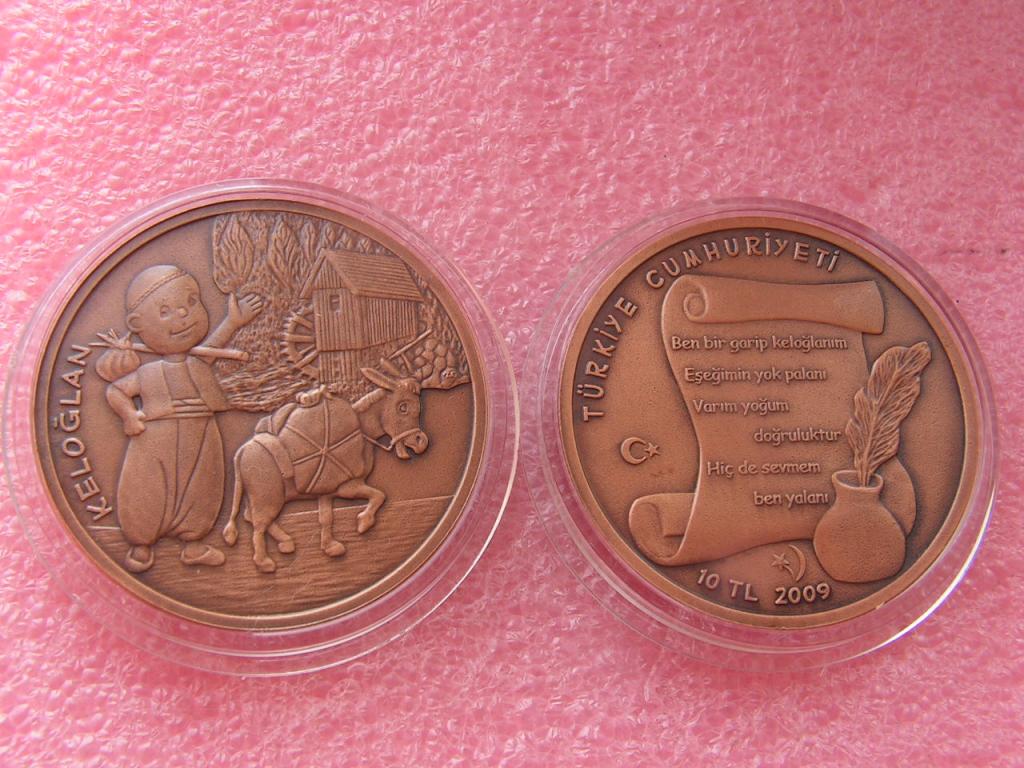 KELOĞLAN
TÜRKİYE CUMHURİYETİ
Ben bir garip keloğlanım
Eşeğimin yok palanı
Varım yoğum
doğruluktur
Hiç de sevmem
ben yalanı
10 TL 2009